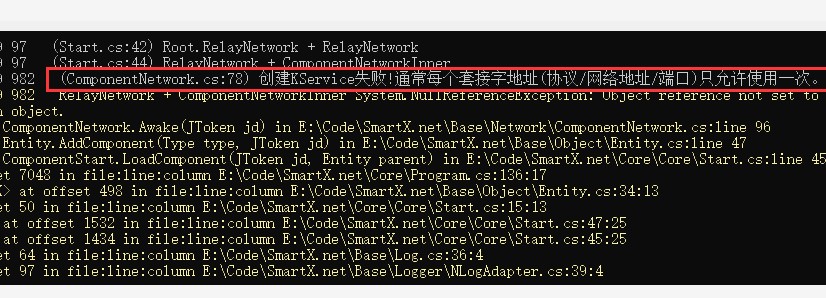 9 97 (Start.cs:42) Root.RelayNetwork + RelayNetwork
9 97 (Start.cs:44) RelayNetwork + ComponentNetworkInner
9 982 (ComponentNetwork.cs:78) 创建KService失败!通常每个套接字地址(协议/网络地址/端口)只允许使用一次。
9 982 RelayNetwork + ComponentNetworkInner System.NullReferenceException: Object reference not set to
n object.
ComponentNetwork.Awake(JToken jd) in E:\Code\SmartX.net\Base\Network\ComponentNetwork.cs:line 96
Entity.AddComponent(Type type, JToken jd) in E:\Code\SmartX.net\Base\Object\Entity.cs:line 47
ComponentStart.LoadComponent(JToken jd, Entity parent) in E:\Code\SmartX.net\Core\Core\Start.cs:line 45
et 7048 in file:line:column E:\Code\SmartX.net\Core\Program.cs:136:17
X> at offset 498 in file:line:column E:\Code\SmartX.net\Base\Object\Entity.cs:34:13
et 50 in file:line:column E:\Code\SmartX.net\Core\Core\Start.cs:15:13
at offset 1532 in file:line:column E:\Code\SmartX.net\Core\Core\Start.cs:47:25
at offset 1434 in file:line:column E:\Code\SmartX.net\Core\Core\Start.cs:45:25
et 64 in file:line:column E:\Code\SmartX.net\Base\Log.cs:36:4
et 97 in file:line:column E:\Code\SmartX.net\Base\Logger\NLogAdapter.cs:39:4